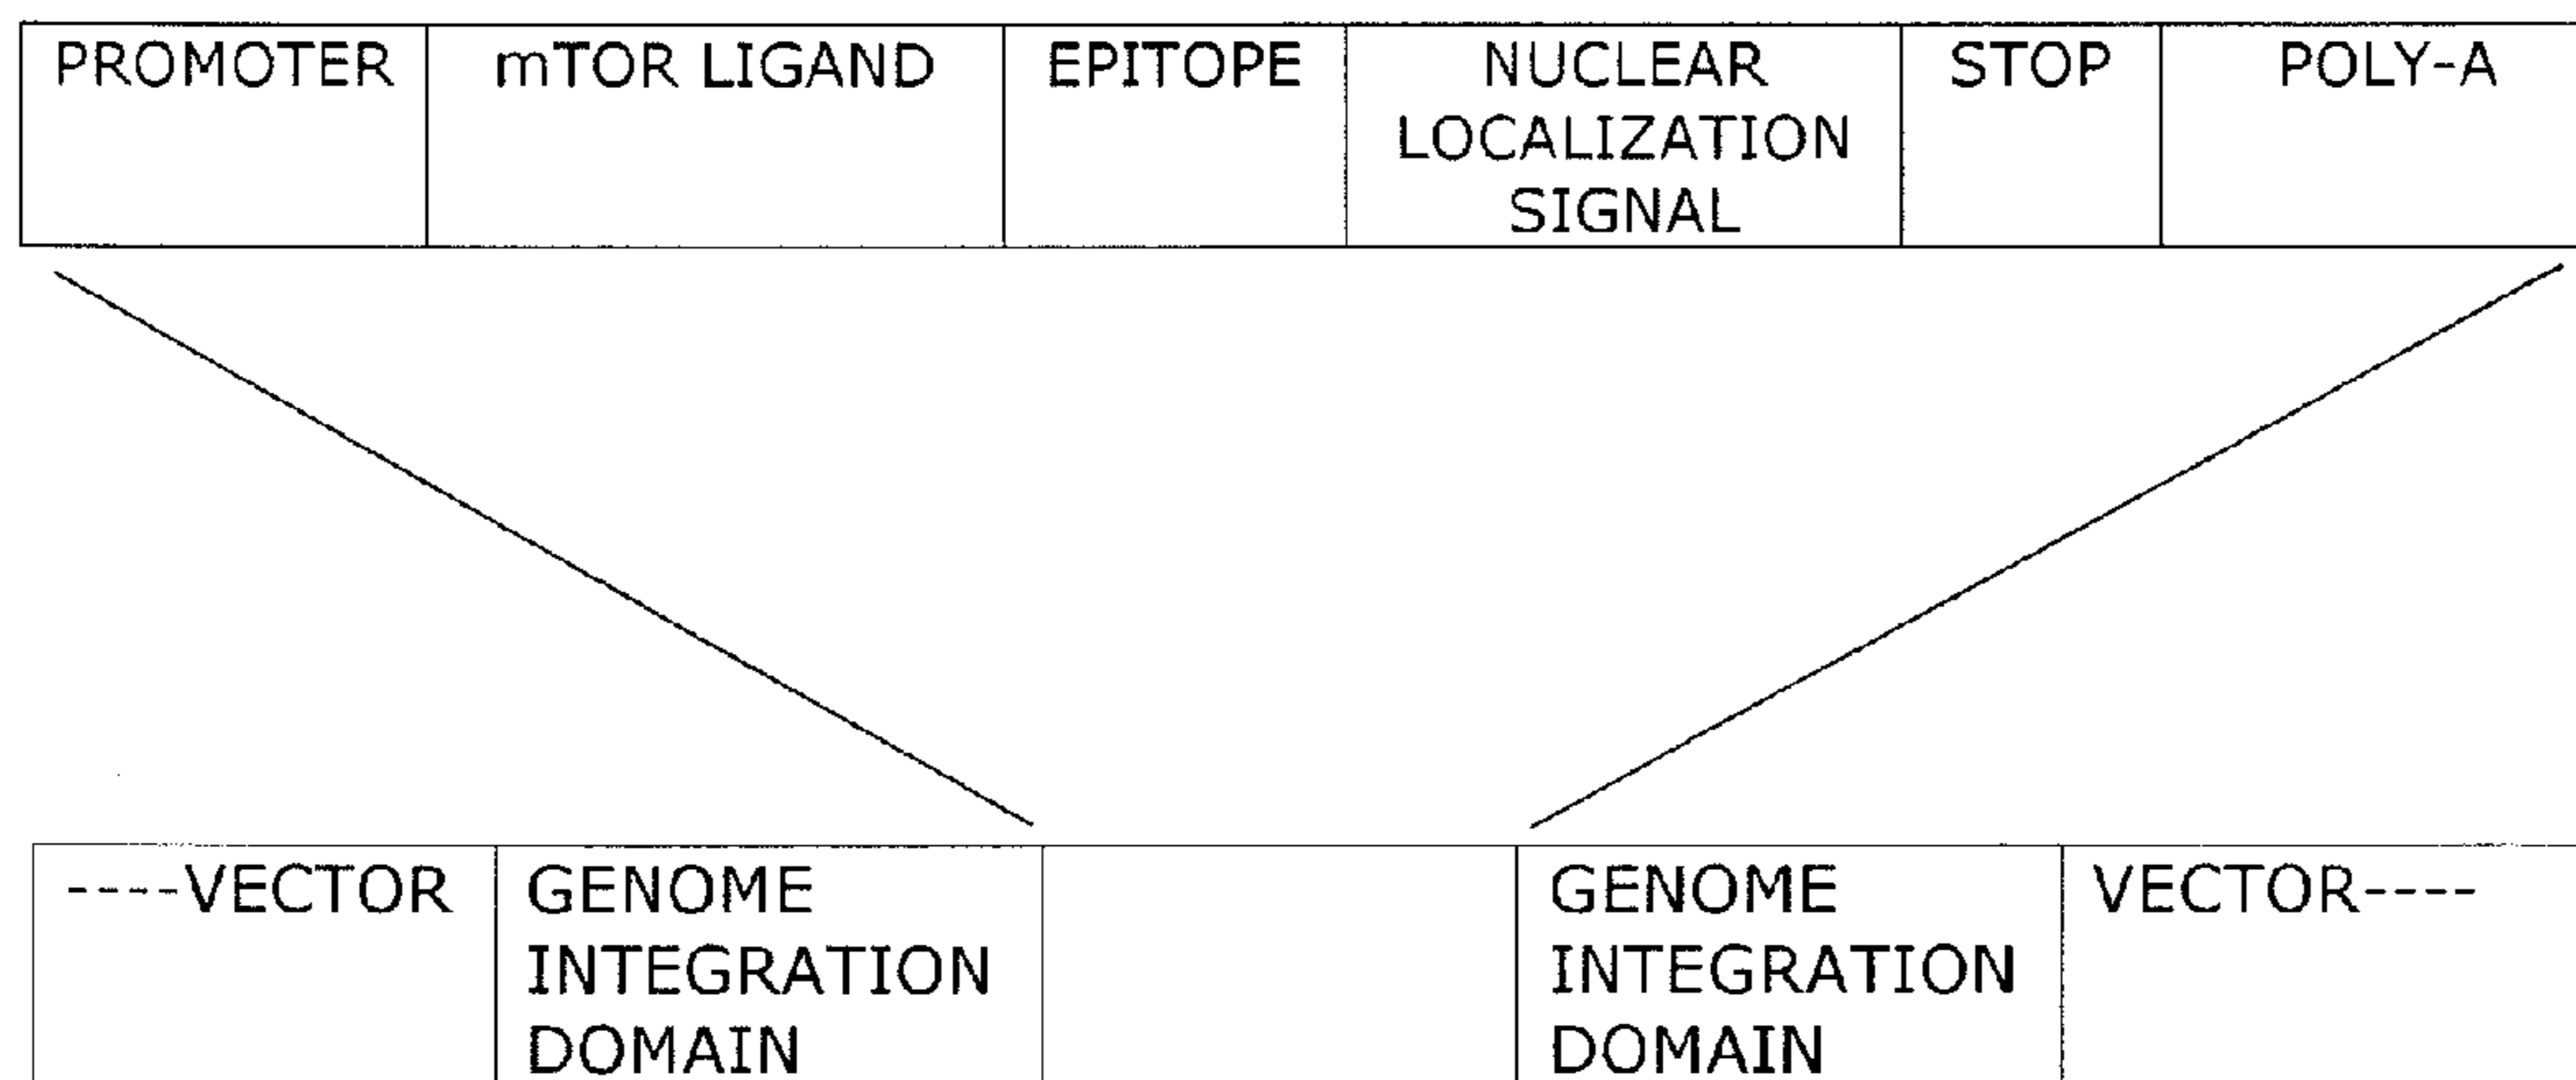 PROMOTER
mTOR LIGAND
EPITOPE
NUCLEAR
LOCALIZATION
SIGNAL
STOP
POLY-A
----VECTOR
GENOME
INTEGRATION
DOMAIN
GENOME
INTEGRATION
DOMAIN
VECTOR----